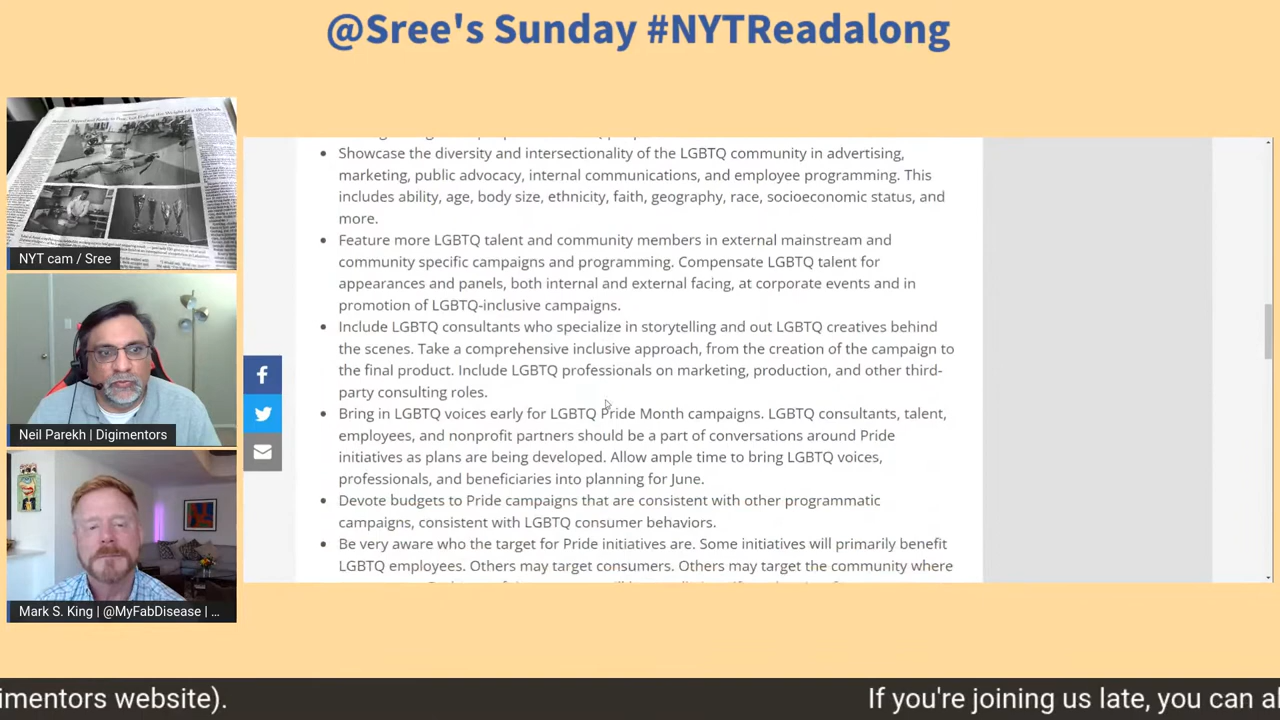 @Sree's Sunday #NYTReadalong
NYT cam / Sree
Neil Parekh | Digimentors
Mark S. King | @MyFabDisease | ...
Showcase the diversity and intersectionality of the LGBTQ community in advertising,
marketing, public advocacy, internal communications, and employee programming. This
includes ability, age, body size, ethnicity, faith, geography, race, socioeconomic status, and
more.
Feature more LGBTQ talent and community members in external mainstream and
community specific campaigns and programming. Compensate LGBTQ talent for
appearances and panels, both internal and external facing, at corporate events and in
promotion of LGBTQ-inclusive campaigns.
Include LGBTQ consultants who specialize in storytelling and out LGBTQ creatives behind
the scenes. Take a comprehensive inclusive approach, from the creation of the campaign to
the final product. Include LGBTQ professionals on marketing, production, and other third-
party consulting roles.
Bring in LGBTQ voices early for LGBTQ Pride Month campaigns. LGBTQ consultants, talent,
employees, and nonprofit partners should be a part of conversations around Pride
initiatives as plans are being developed. Allow ample time to bring LGBTQ voices,
professionals, and beneficiaries into planning for June.
Devote budgets to Pride campaigns that are consistent with other programmatic
campaigns, consistent with LGBTQ consumer behaviors.
Be very aware who the target for Pride initiatives are. Some initiatives will primarily benefit
LGBTQ employees. Others may target consumers. Others may target the community where
imentors website).
If you're joining us late, you can al